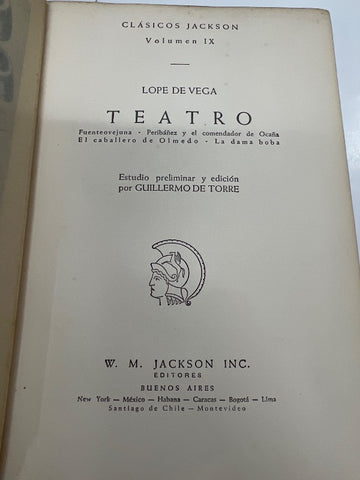 CLÁSICOS JACKSON
Volumen IX
LOPE DE VEGA
TEATRO
Fuenteovejuna - Peribáñez y el comendador de Ocaña
El caballero de Olmedo - La dama boba
Estudio preliminar y edición
por GUILLERMO DE TORRE
W. M. JACKSON INC.
EDITORES
BUENOS AIRES
New York — México — Habana — Caracas — Bogotá — Lima
Santiago de Chile — Montevideo